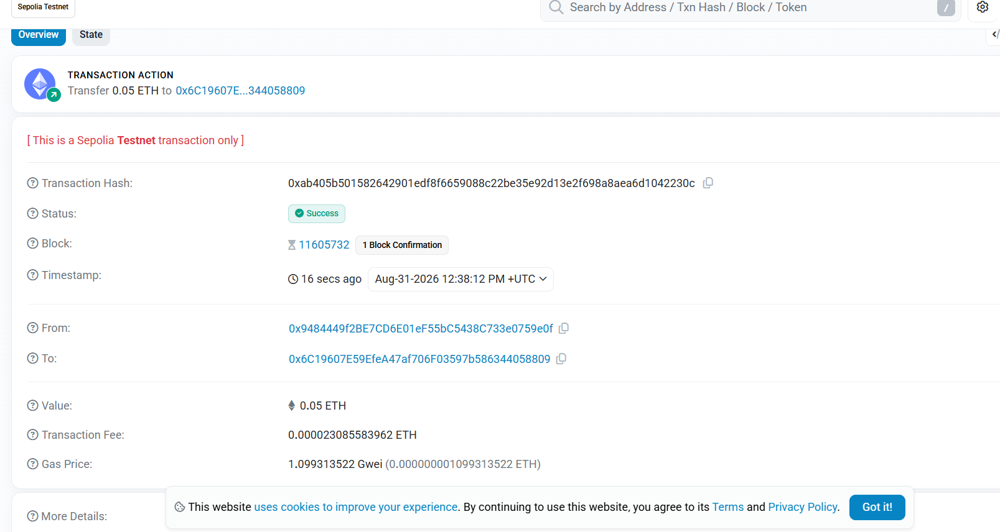 Sepolia Testnet
Search by Address / Txn Hash / Block / Token /
Overview State
TRANSACTION ACTION
Transfer 0.05 ETH to 0x6C19607E...344058809
[ This is a Sepolia Testnet transaction only ]
Transaction Hash: 0xab405b501582642901edf8f6659088c22be35e92d13e2f698a8aea6d1042230c
Status: Success
Block: 11605732 1 Block Confirmation
Timestamp: 16 secs ago Aug-31-2026 12:38:12 PM +UTC
From: 0x9484449f2BE7CD6E01eF55bC5438C733e0759e0f
To: 0x6C19607E59EfeA47af706F03597b586344058809
Value: 0.05 ETH
Transaction Fee: 0.000023085583962 ETH
Gas Price: 1.099313522 Gwei (0.000000001099313522 ETH)
This website uses cookies to improve your experience. By continuing to use this website, you agree to its Terms and Privacy Policy. Got it!
More Details: